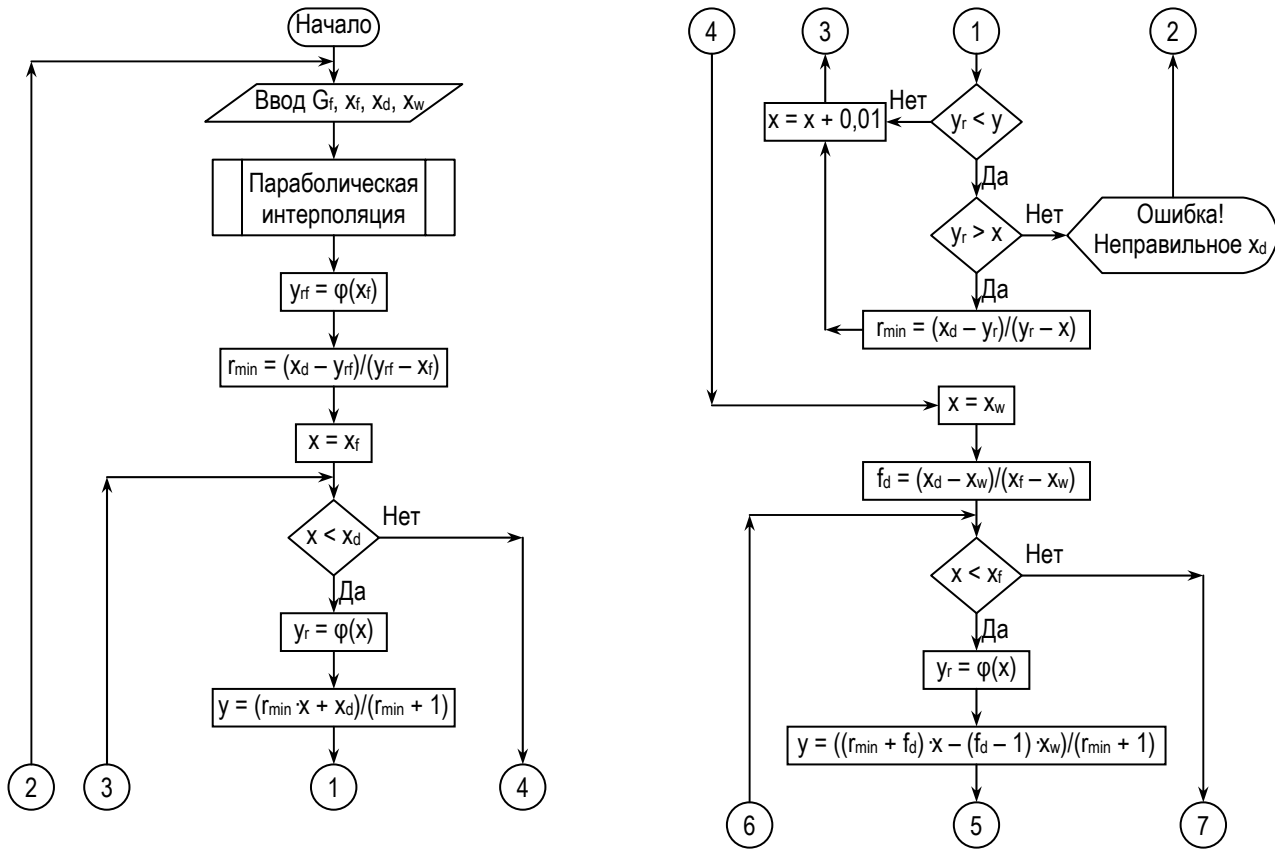 Начало
Ввод Gf, xf, xd, xw
Параболическая
интерполяция
yrf = φ(xf)
rmin = (xd – yrf)/(yrf – xf)
x = xf
x < xd
Нет
Да
yr = φ(x)
y = (rmin·x + xd)/(rmin + 1)
2
3
1
4
4
3
1
2
x = x + 0,01
Нет
yr < y
Да
yr > x
Нет
Ошибка!
Неправильное xd
Да
rmin = (xd – yr)/(yr – x)
x = xw
fd = (xd – xw)/(xf – xw)
x < xf
Нет
Да
yr = φ(x)
y = ((rmin + fd)·x – (fd – 1)·xw)/(rmin + 1)
6
5
7